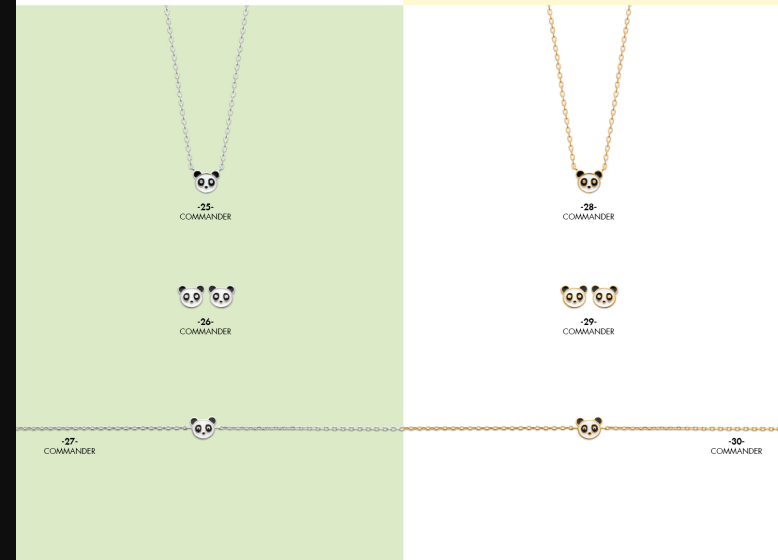 -25-
COMMANDER
-28-
COMMANDER
-26-
COMMANDER
-29-
COMMANDER
-27-
COMMANDER
-30-
COMMANDER